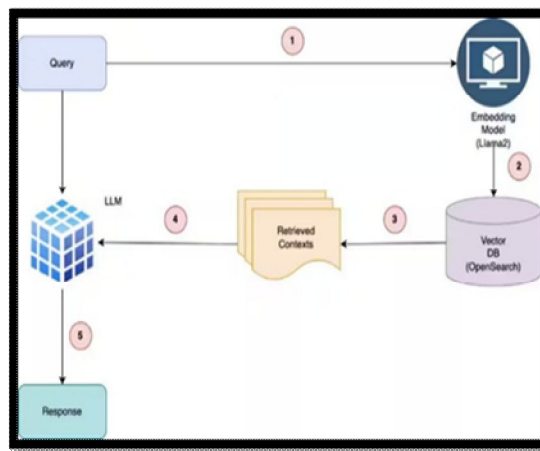 1
Query
Embedding
Model
(Llama2)
2
LLM
4
Retrieved
Contexts
3
Vector
DB
(OpenSearch)
5
Response